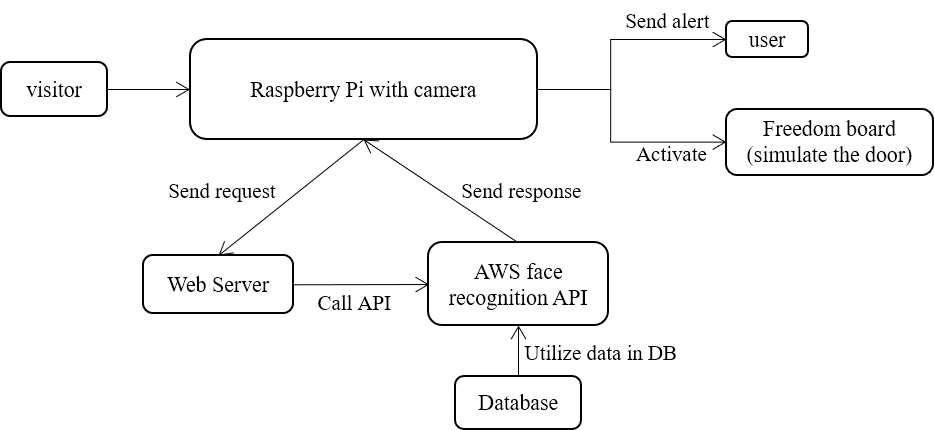 Send alert
user
visitor
Raspberry Pi with camera
Freedom board
(simulate the door)
Activate
Send request
Send response
Web Server
Call API
AWS face
recognition API
Utilize data in DB
Database